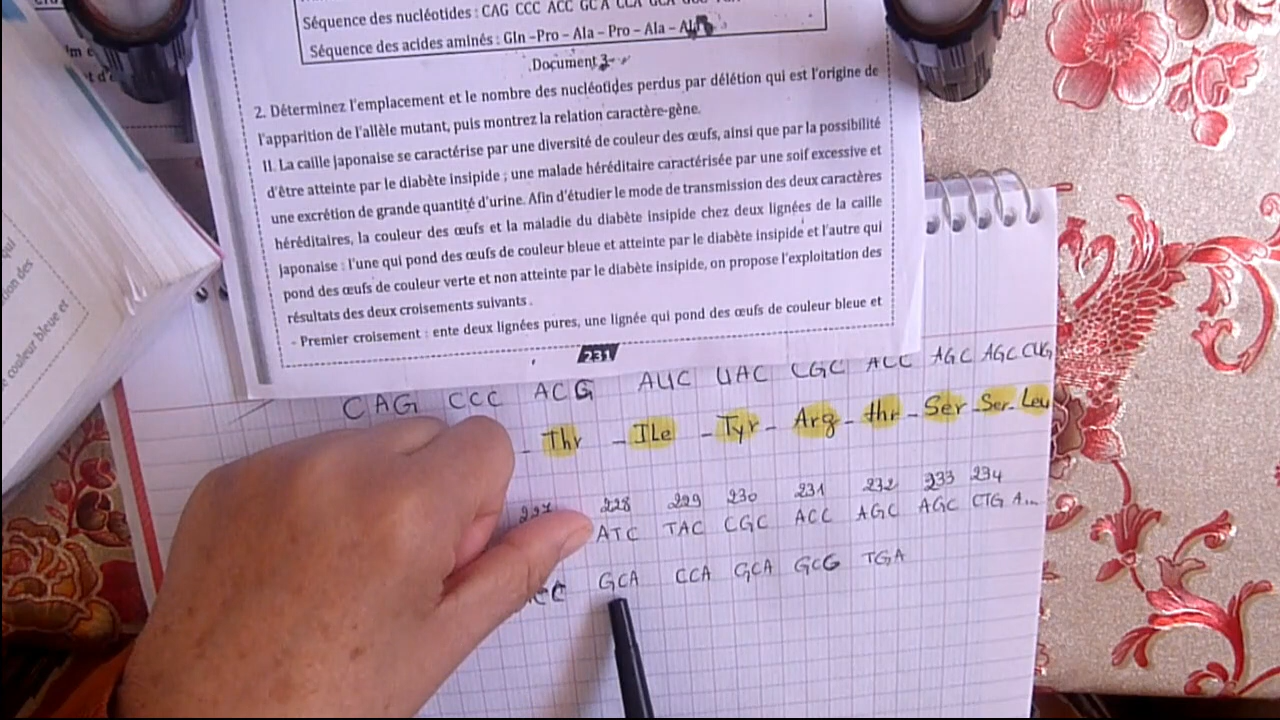 Séquence des nucléotides : CAG CCC ACC GCA CCA GCA
Séquence des acides aminés : Gln –Pro – Ala – Pro – Ala –
Document
2. Déterminez l'emplacement et le nombre des nucléotides perdus par délétion qui est l'origine de
l'apparition de l'allèle mutant, puis montrez la relation caractère-gène.
II. La caille japonaise se caractérise par une diversité de couleur des œufs, ainsi que par la possibilité
d'être atteinte par le diabète insipide ; une malade héréditaire caractérisée par une soif excessive et
une excrétion de grande quantité d'urine. Afin d'étudier le mode de transmission des deux caractères
héréditaires, la couleur des œufs et la maladie du diabète insipide chez deux lignées de la caille
japonaise : l'une qui pond des œufs de couleur bleue et atteinte par le diabète insipide et l'autre qui
pond des œufs de couleur verte et non atteinte par le diabète insipide, on propose l'exploitation des
résultats des deux croisements suivants .
- Premier croisement : ente deux lignées pures, une lignée qui pond des œufs de couleur bleue et
231
CAG CCC ACG AUC UAC CGC ACC AGC AGC CUG
- Thr - ILe - Tyr - Arg - thr - Ser - Ser - Leu
227 228 229 230 231 232 233 234
ATC TAC CGC ACC AGC AGC CTG A...
GCA CCA GCA GCG TGA
couleur bleue et